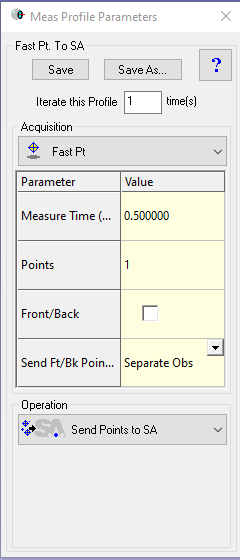 Meas Profile Parameters
Fast Pt. To SA
Save
Save As...
?
Iterate this Profile 1 time(s)
Acquisition
Fast Pt
Parameter Value
Measure Time (... 0.500000
Points 1
Front/Back
Send Ft/Bk Poin... Separate Obs
Operation
SA Send Points to SA